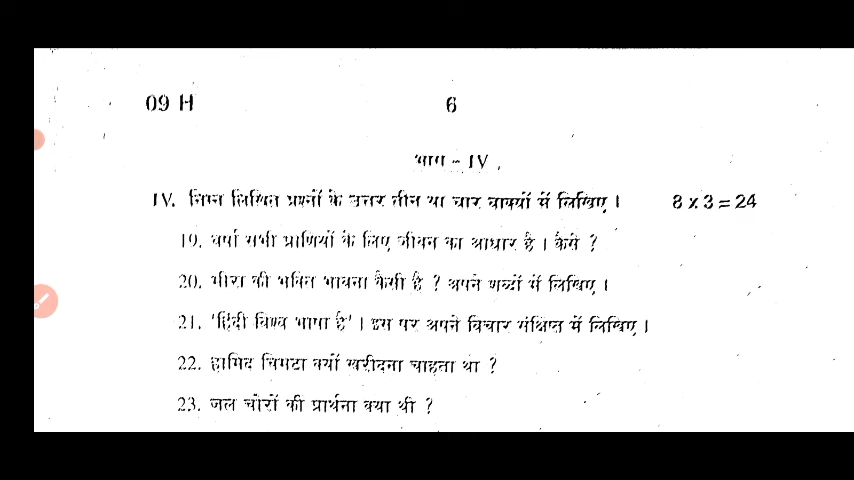 09 H 6
भाग - IV
IV. निम्न लिखित प्रश्नों के उत्तर तीन या चार वाक्यों में लिखिए । 8 x 3 = 24
19. वर्षा सभी प्राणियों के लिए जीवन का आधार है । कैसे ?
20. मीरा की भक्ति भावना कैसी है ? अपने शब्दों में लिखिए ।
21. 'हिंदी विश्व भाषा है' । इस पर अपने विचार संक्षिप्त में लिखिए ।
22. हामिद चिमटा क्यों खरीदना चाहता था ?
23. जल चोरों की प्रार्थना क्या थी ?